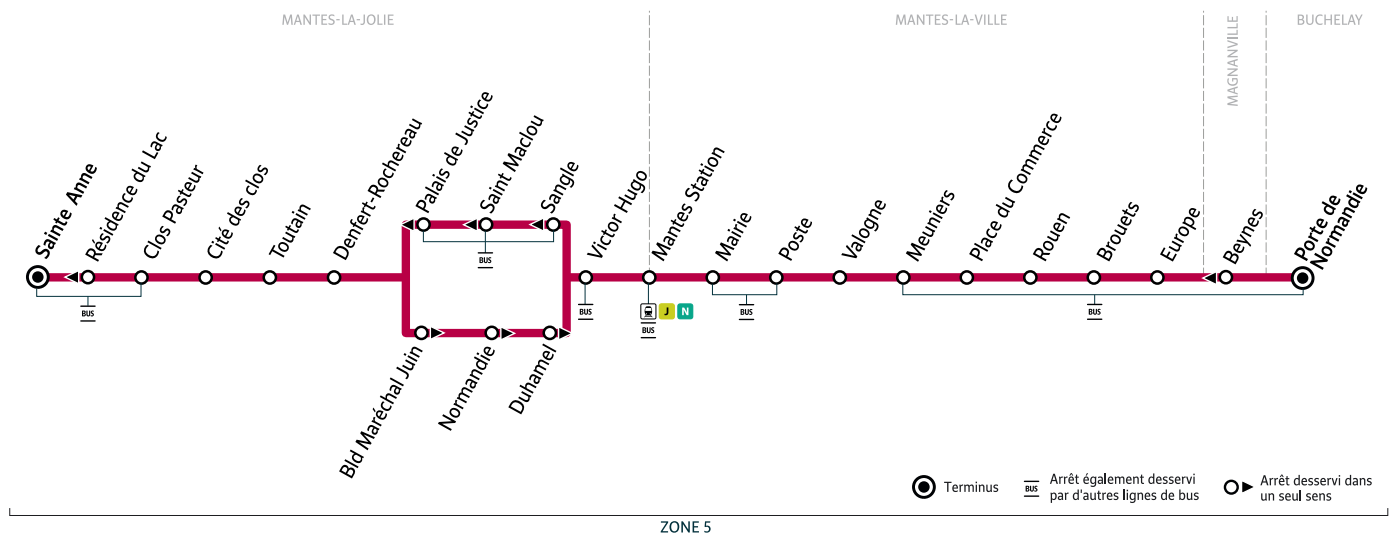 MANTES-LA-JOLIE
MANTES-LA-VILLE
MAGNANVILLE
BUCHELAY
Sainte Anne
Résidence du Lac
Clos Pasteur
Cité des clos
Toutain
Denfert-Rochereau
Palais de Justice
Saint Maclou
Sangle
Victor Hugo
Mantes Station
Mairie
Poste
Valogne
Meuniers
Place du Commerce
Rouen
Brouets
Europe
Beynes
Porte de
Normandie
BUS
BUS
BUS
J N
BUS
BUS
BUS
Bld Maréchal Juin
Normandie
Duhamel
Terminus
BUS
Arrêt également desservi
par d'autres lignes de bus
Arrêt desservi dans
un seul sens
ZONE 5